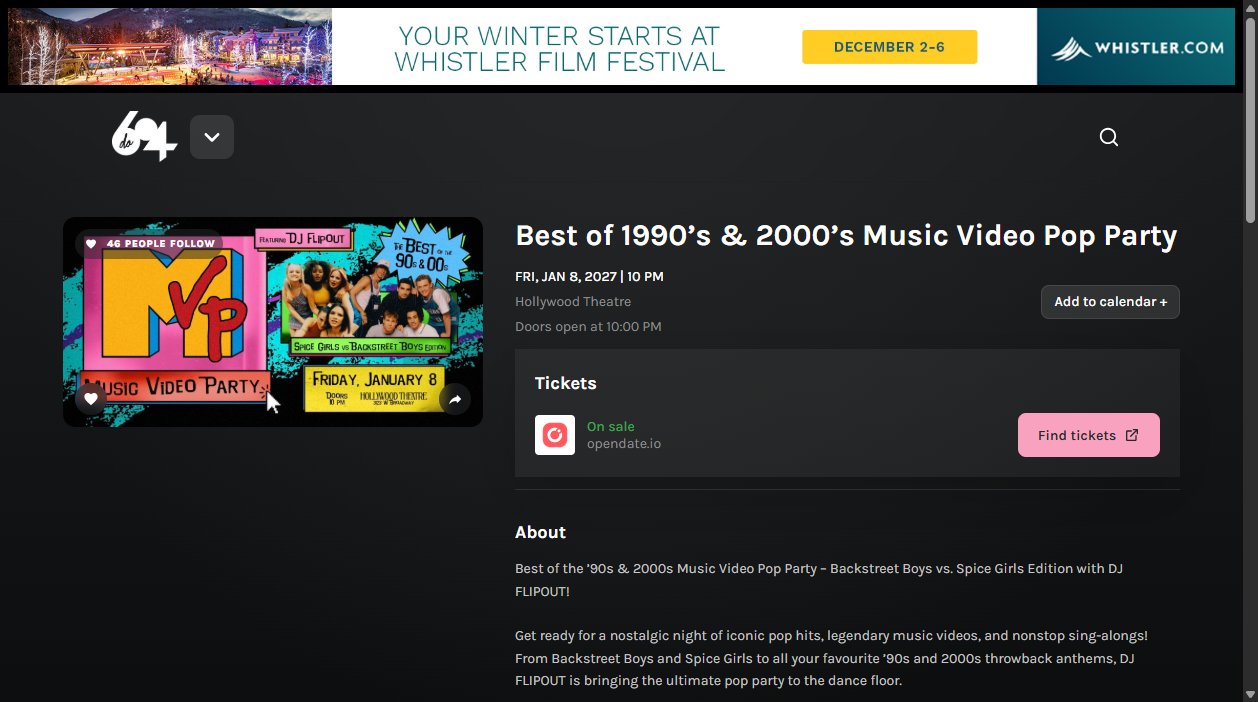 YOUR WINTER STARTS AT
WHISTLER FILM FESTIVAL
DECEMBER 2-6
WHISTLER.COM
do604
46 PEOPLE FOLLOW
FEATURING DJ FLIPOUT
THE BEST OF THE
90s & 00s
MVP
SPICE GIRLS VS BACKSTREET BOYS EDITION
MUSIC VIDEO PARTY
FRIDAY, JANUARY 8
DOORS
10 PM
HOLLYWOOD THEATRE
3123 W BROADWAY
Best of 1990’s & 2000’s Music Video Pop Party
FRI, JAN 8, 2027 | 10 PM
Hollywood Theatre
Doors open at 10:00 PM
Add to calendar +
Tickets
On sale
opendate.io
Find tickets
About
Best of the ’90s & 2000s Music Video Pop Party – Backstreet Boys vs. Spice Girls Edition with DJ
FLIPOUT!
Get ready for a nostalgic night of iconic pop hits, legendary music videos, and nonstop sing-alongs!
From Backstreet Boys and Spice Girls to all your favourite ’90s and 2000s throwback anthems, DJ
FLIPOUT is bringing the ultimate pop party to the dance floor.